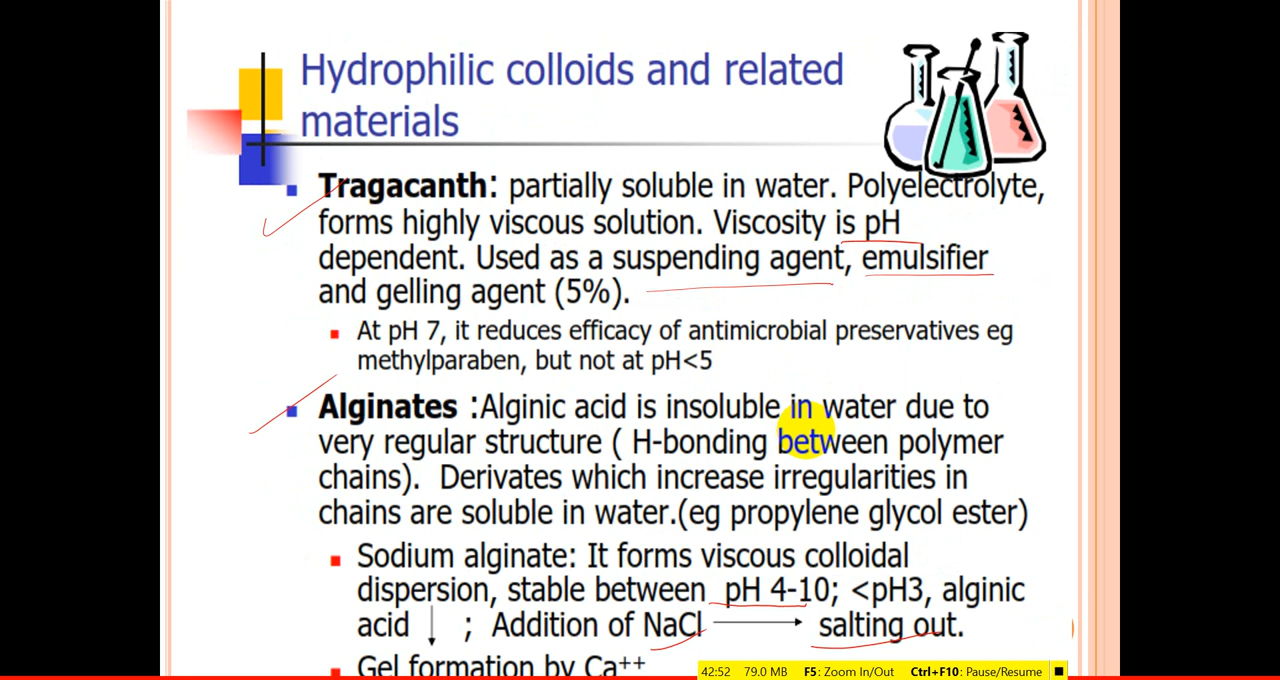 Hydrophilic colloids and related
materials
Tragacanth: partially soluble in water. Polyelectrolyte,
forms highly viscous solution. Viscosity is pH
dependent. Used as a suspending agent, emulsifier
and gelling agent (5%).
At pH 7, it reduces efficacy of antimicrobial preservatives eg
methylparaben, but not at pH<5
Alginates :Alginic acid is insoluble in water due to
very regular structure ( H-bonding between polymer
chains). Derivates which increase irregularities in
chains are soluble in water.(eg propylene glycol ester)
Sodium alginate: It forms viscous colloidal
dispersion, stable between pH 4-10; <pH3, alginic
acid ↓ ; Addition of NaCl → salting out.
Gel formation by Ca++
42:52 79.0 MB F5: Zoom In/Out Ctrl+F10: Pause/Resume